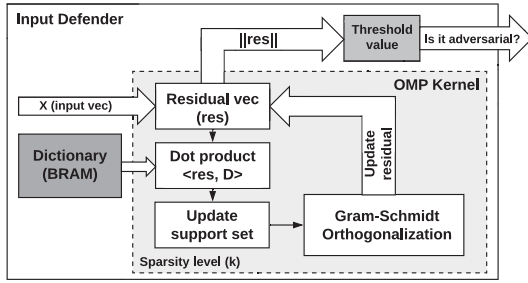 Input Defender
||res||
Threshold
value
Is it adversarial?
OMP Kernel
X (input vec)
Residual vec
(res)
Dictionary
(BRAM)
Dot product
<res, D>
Update
residual
Update
support set
Gram-Schmidt
Orthogonalization
Sparsity level (k)